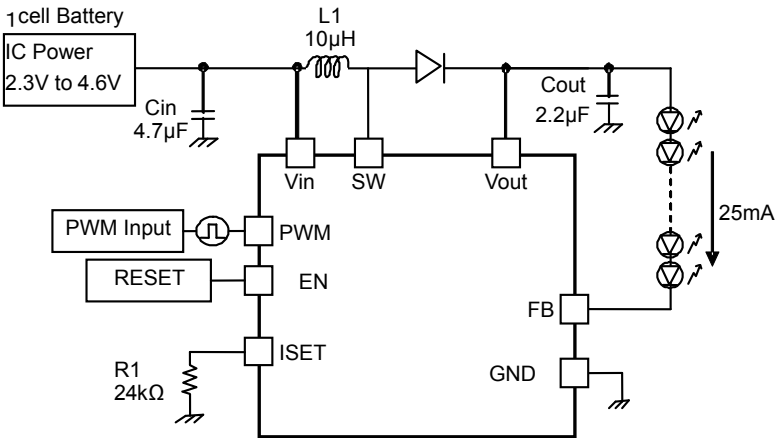 1cell Battery
IC Power
2.3V to 4.6V
L1
10µH
Cin
4.7µF
Cout
2.2µF
Vin
SW
Vout
PWM Input
PWM
25mA
RESET
EN
FB
ISET
R1
24kΩ
GND